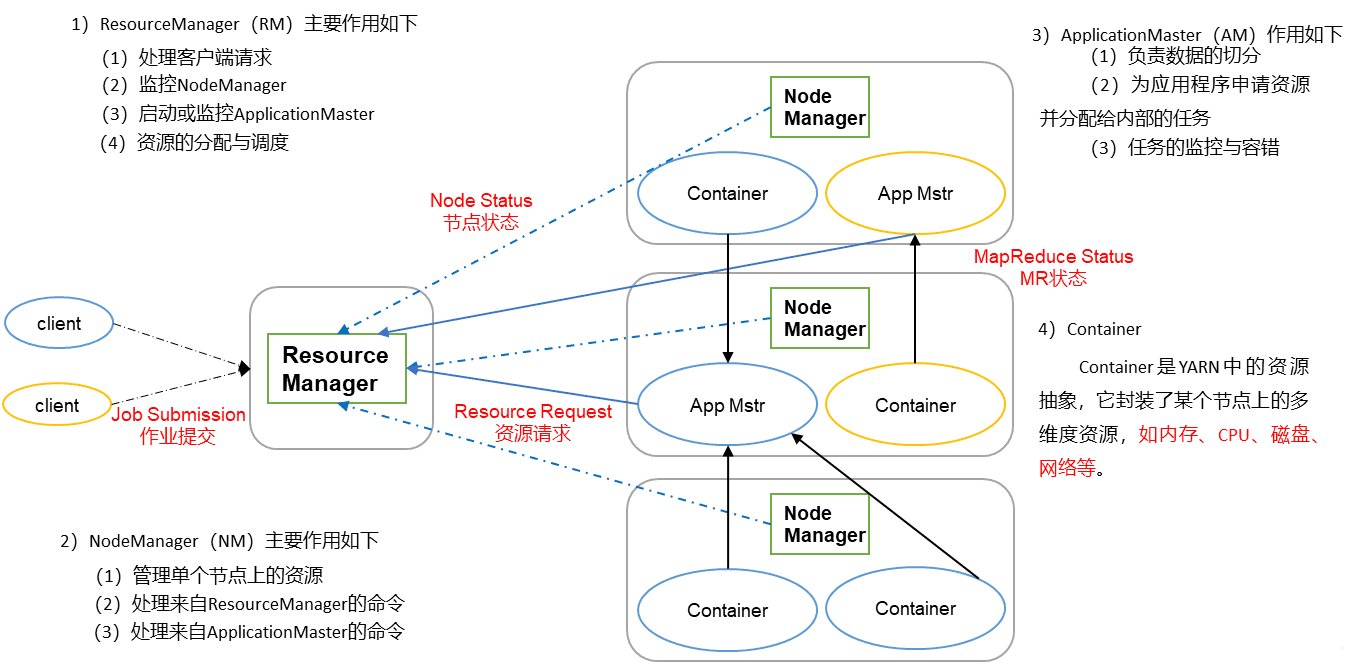 1）ResourceManager（RM）主要作用如下
（1）处理客户端请求
（2）监控NodeManager
（3）启动或监控ApplicationMaster
（4）资源的分配与调度
3）ApplicationMaster（AM）作用如下
（1）负责数据的切分
（2）为应用程序申请资源
并分配给内部的任务
（3）任务的监控与容错
Node
Manager
Container
App Mstr
Node Status
节点状态
MapReduce Status
MR状态
client
client
Job Submission
作业提交
Resource
Manager
Resource Request
资源请求
Node
Manager
App Mstr
Container
4）Container
Container是YARN中的资源
抽象，它封装了某个节点上的多
维度资源，如内存、CPU、磁盘、
网络等。
Node
Manager
Container
Container
2）NodeManager（NM）主要作用如下
（1）管理单个节点上的资源
（2）处理来自ResourceManager的命令
（3）处理来自ApplicationMaster的命令